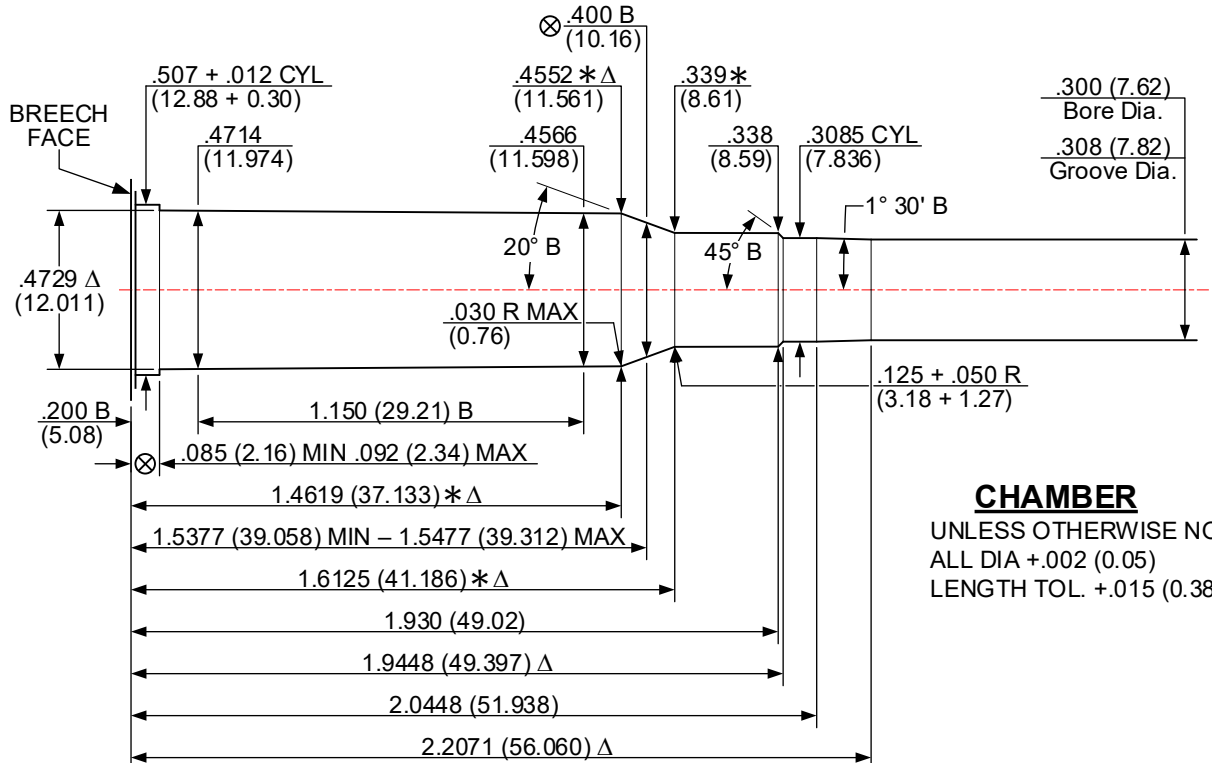 ⊗ .400 B
(10.16)
.507 + .012 CYL
(12.88 + 0.30)
.4552 * Δ
(11.561)
.339*
(8.61)
.300 (7.62)
Bore Dia.
BREECH
FACE
.4714
(11.974)
.4566
(11.598)
.338
(8.59)
.3085 CYL
(7.836)
.308 (7.82)
Groove Dia.
1° 30' B
20° B
45° B
.4729 Δ
(12.011)
.030 R MAX
(0.76)
.125 + .050 R
(3.18 + 1.27)
.200 B
(5.08)
1.150 (29.21) B
⊗ .085 (2.16) MIN .092 (2.34) MAX
1.4619 (37.133) * Δ
1.5377 (39.058) MIN – 1.5477 (39.312) MAX
1.6125 (41.186) * Δ
1.930 (49.02)
1.9448 (49.397) Δ
2.0448 (51.938)
2.2071 (56.060) Δ
CHAMBER
UNLESS OTHERWISE NO
ALL DIA +.002 (0.05)
LENGTH TOL. +.015 (0.38